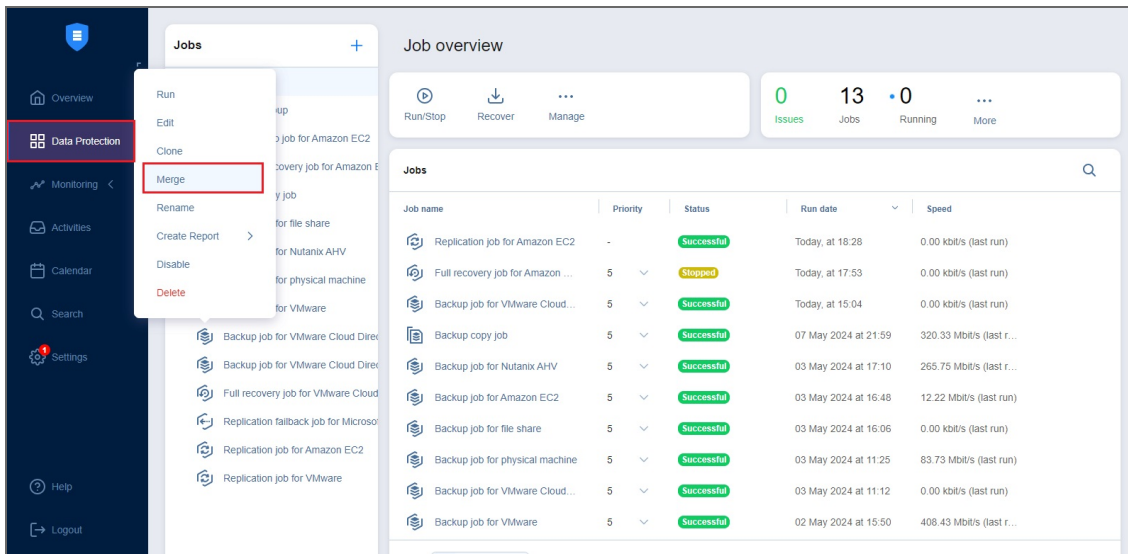 Overview
Data Protection
Monitoring
Activities
Calendar
Search
1
Settings
Help
Logout
Jobs
Run
Edit
Clone
Merge
Rename
Create Report
Disable
Delete
job for Amazon EC2
job for Amazon
job
for file share
for Nutanix AHV
for physical machine
for VMware
Backup job for VMware Cloud
Backup job for VMware Cloud
Full recovery job for VMware Cloud
Replication failback job for
Replication job for Amazon EC2
Replication job for VMware
Job overview
Run/Stop
Recover
Manage
0 13 0
Issues Jobs Running More
Jobs
Job name Priority Status Run date Speed
Replication job for Amazon EC2 - Successful Today, at 18:28 0.00 kbit/s (last run)
Full recovery job for Amazon ... 5 Stopped Today, at 17:53 0.00 kbit/s (last run)
Backup job for VMware Cloud... 5 Successful Today, at 15:04 0.00 kbit/s (last run)
Backup copy job 5 Successful 07 May 2024 at 21:59 320.33 Mbit/s (last r...
Backup job for Nutanix AHV 5 Successful 03 May 2024 at 17:10 265.75 Mbit/s (last r...
Backup job for Amazon EC2 5 Successful 03 May 2024 at 16:48 12.22 Mbit/s (last run)
Backup job for file share 5 Successful 03 May 2024 at 16:06 0.00 kbit/s (last run)
Backup job for physical machine 5 Successful 03 May 2024 at 11:25 83.73 Mbit/s (last run)
Backup job for VMware Cloud... 5 Successful 03 May 2024 at 11:12 0.00 kbit/s (last run)
Backup job for VMware 5 Successful 02 May 2024 at 15:50 408.43 Mbit/s (last r...